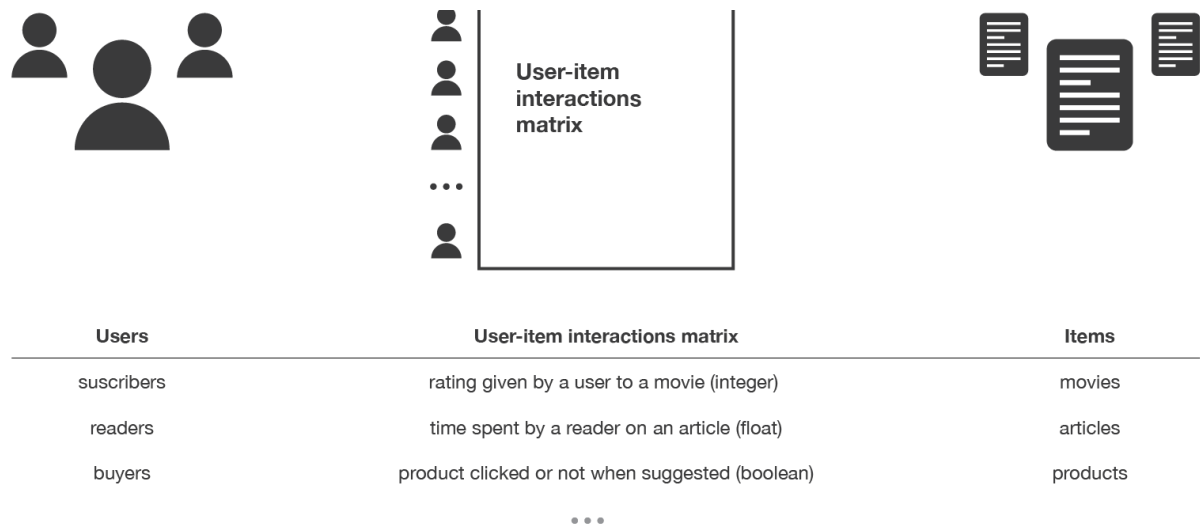 User-item
interactions
matrix
Users User-item interactions matrix Items
suscribers rating given by a user to a movie (integer) movies
readers time spent by a reader on an article (float) articles
buyers product clicked or not when suggested (boolean) products